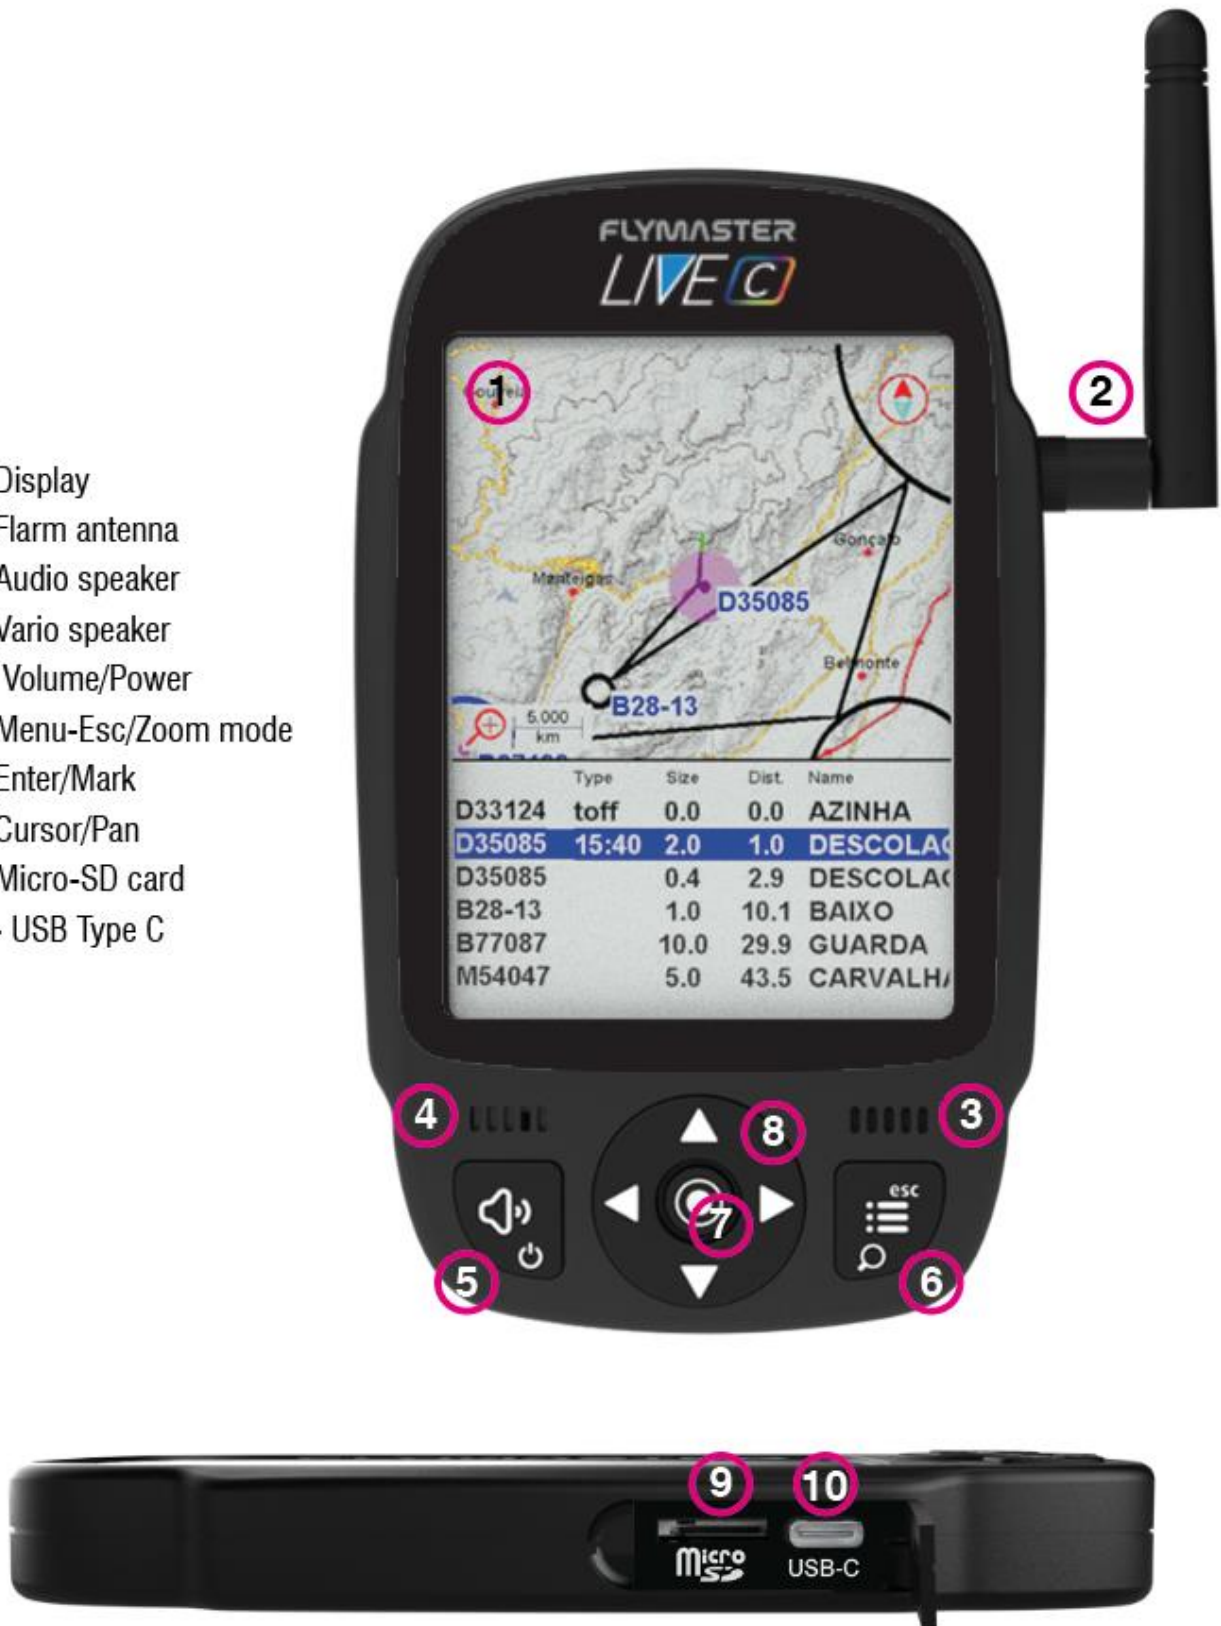 FLYMASTER
LIVE C
1
2
Display
Flarm antenna
Audio speaker
Vario speaker
Volume/Power
Menu-Esc/Zoom mode
Enter/Mark
Cursor/Pan
Micro-SD card
- USB Type C
Gonçalo
Manteigas
D35085
Belmonte
B28-13
5.000
km
Type Size Dist. Name
D33124 toff 0.0 0.0 AZINHA
D35085 15:40 2.0 1.0 DESCOLAÇ
D35085 0.4 2.9 DESCOLAÇ
B28-13 1.0 10.1 BAIXO
B77087 10.0 29.9 GUARDA
M54047 5.0 43.5 CARVALHA
4
3
8
esc
7
5
6
9
10
Micro
SD
USB-C